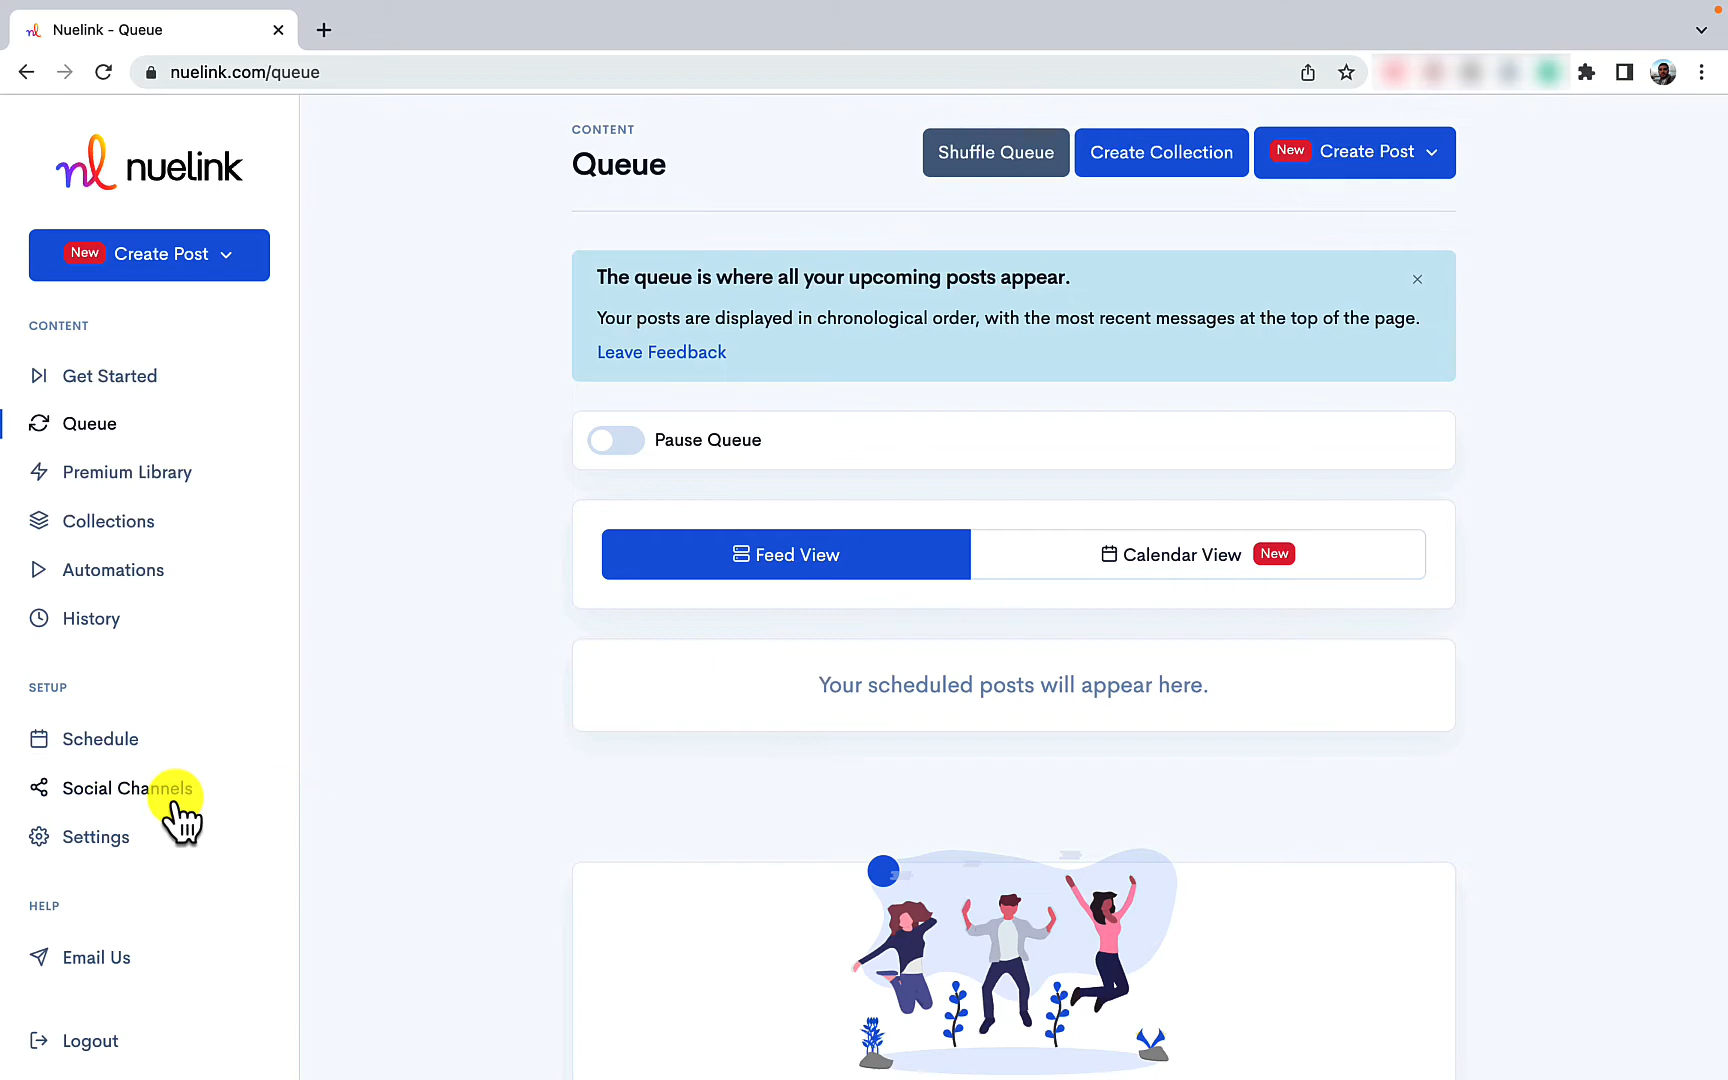 Nuelink - Queue
nuelink.com/queue
nuelink
New Create Post
CONTENT
Get Started
Queue
Premium Library
Collections
Automations
History
SETUP
Schedule
Social Channels
Settings
HELP
Email Us
Logout
CONTENT
Queue
Shuffle Queue
Create Collection
New Create Post
The queue is where all your upcoming posts appear.
Your posts are displayed in chronological order, with the most recent messages at the top of the page.
Leave Feedback
Pause Queue
Feed View
Calendar View New
Your scheduled posts will appear here.